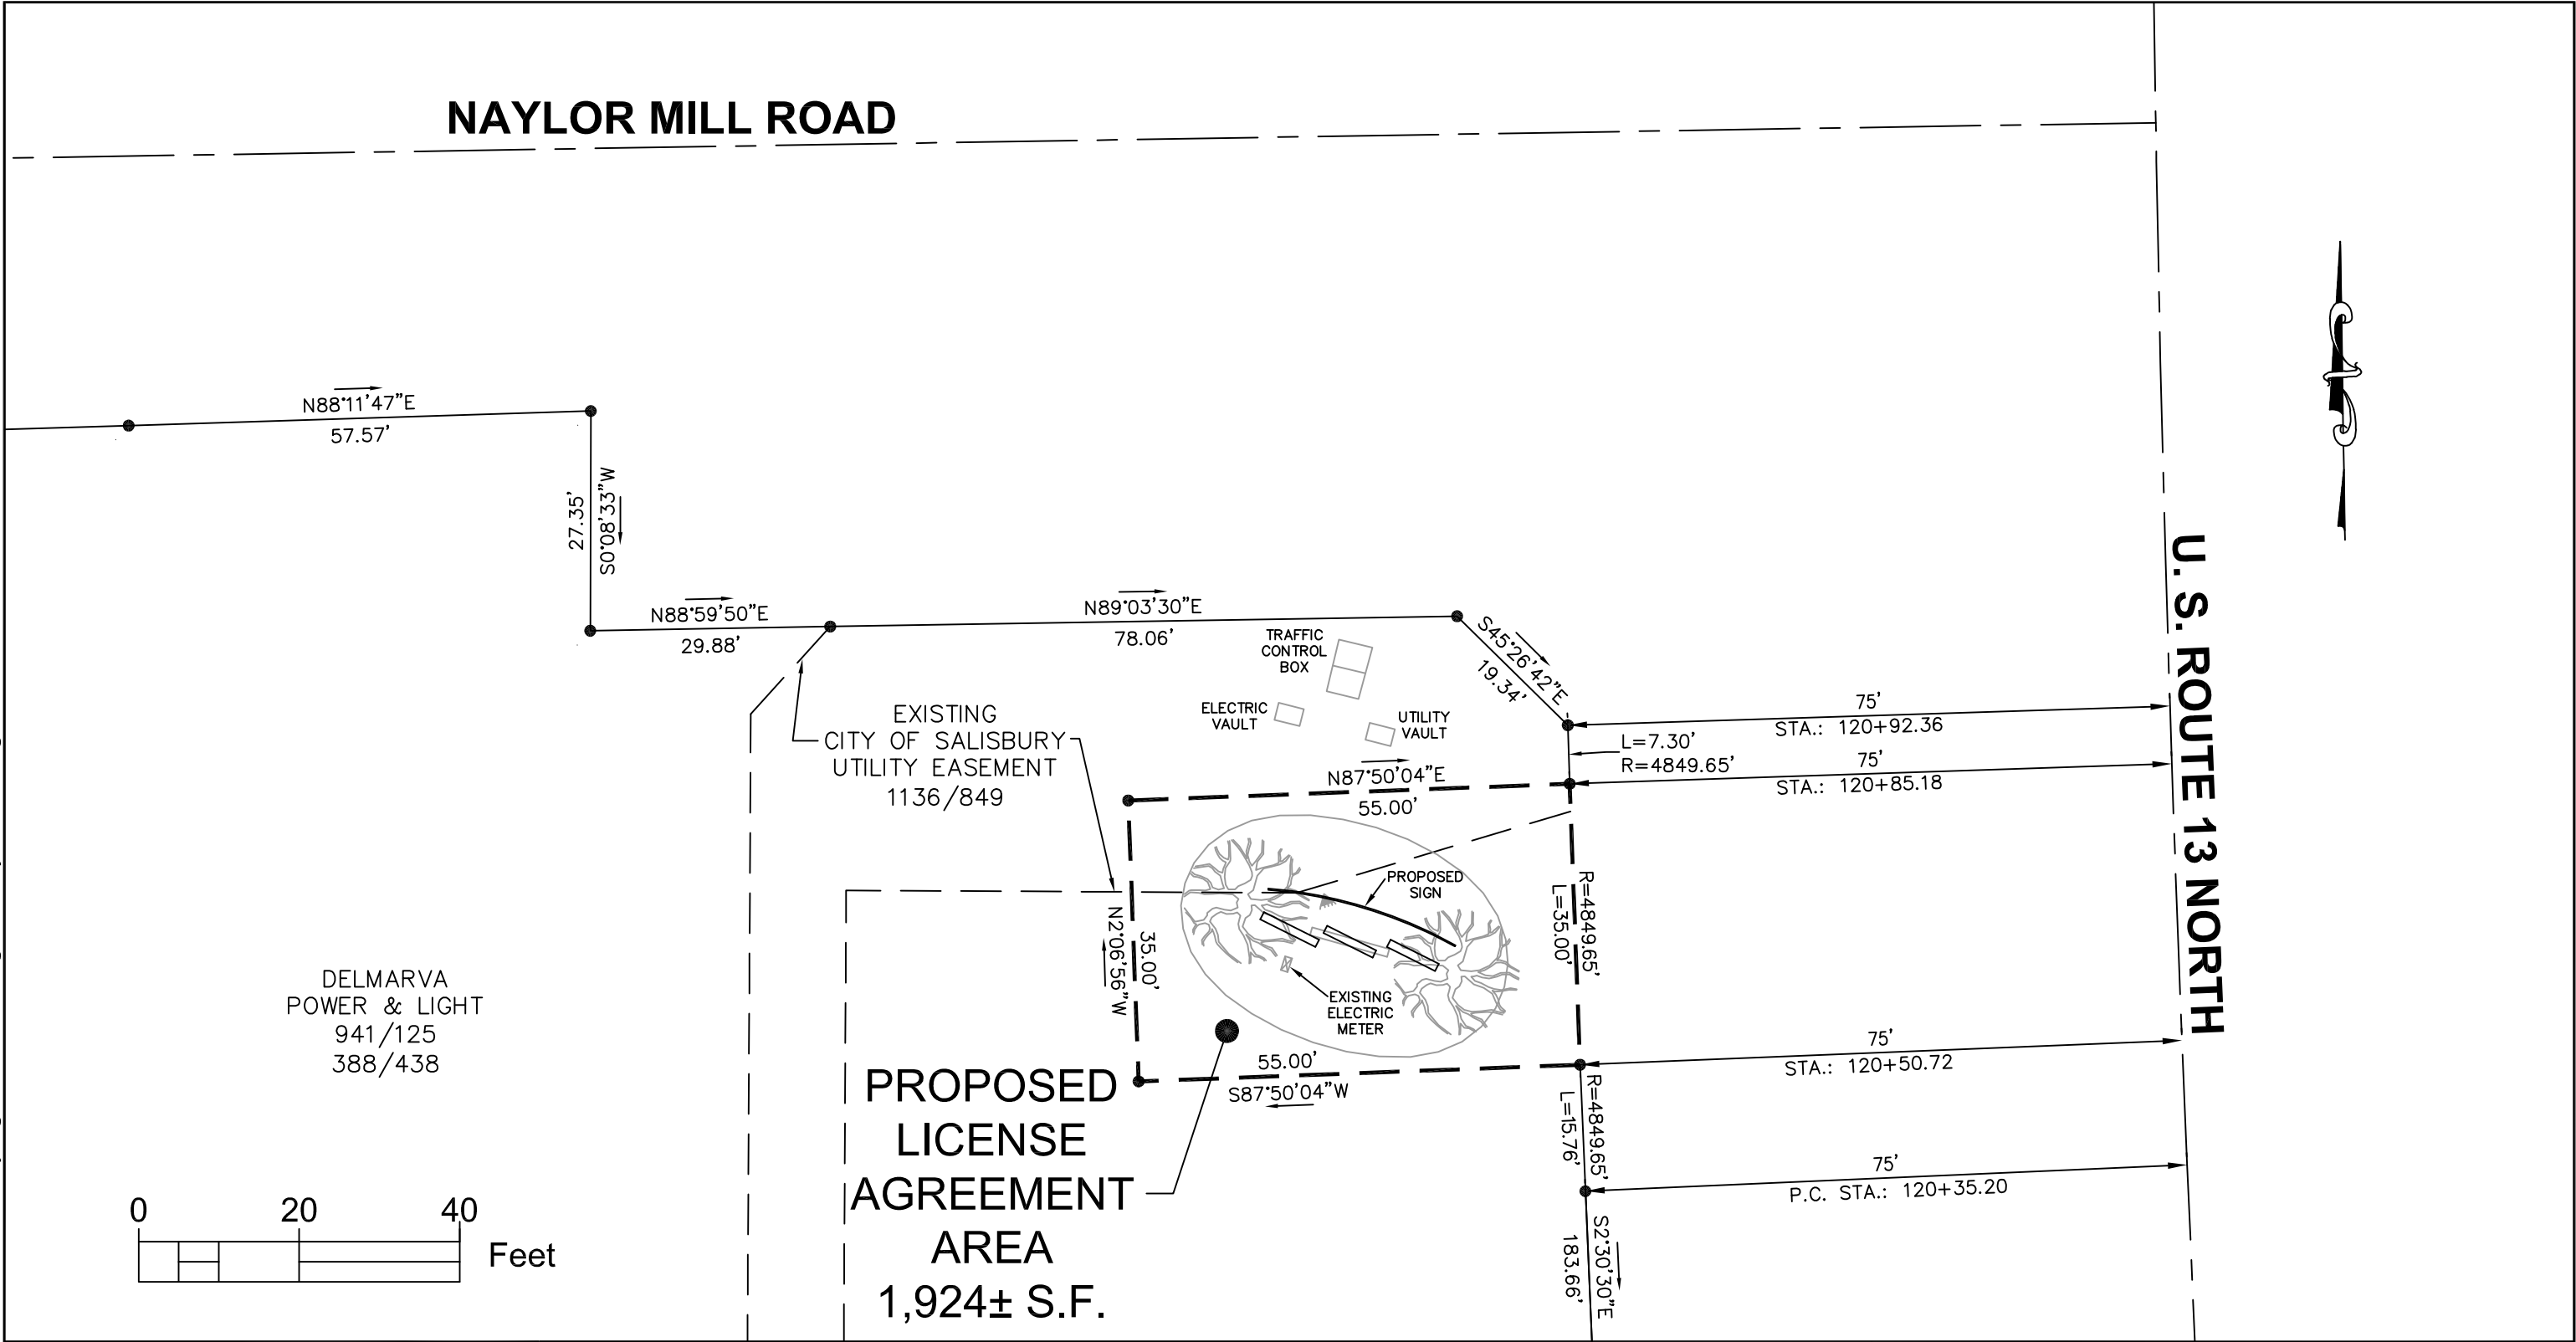 NAYLOR MILL ROAD
N88°11'47"E
57.57'
27.35'
S0°08'33"W
N88°59'50"E
29.88'
N89°03'30"E
78.06'
S45°26'42"E
19.34'
TRAFFIC
CONTROL
BOX
ELECTRIC
VAULT
UTILITY
VAULT
EXISTING
CITY OF SALISBURY
UTILITY EASEMENT
1136/849
75'
STA.: 120+92.36
L=7.30'
R=4849.65'
75'
STA.: 120+85.18
U. S. ROUTE 13 NORTH
N87°50'04"E
55.00'
PROPOSED
SIGN
R=4849.65'
L=35.00'
N2°06'56"W
35.00'
EXISTING
ELECTRIC
METER
55.00'
S87°50'04"W
75'
STA.: 120+50.72
R=4849.65'
L=15.76'
75'
P.C. STA.: 120+35.20
S2°30'30"E
183.66'
DELMARVA
POWER & LIGHT
941/125
388/438
PROPOSED
LICENSE
AGREEMENT
AREA
1,924± S.F.
0 20 40
Feet